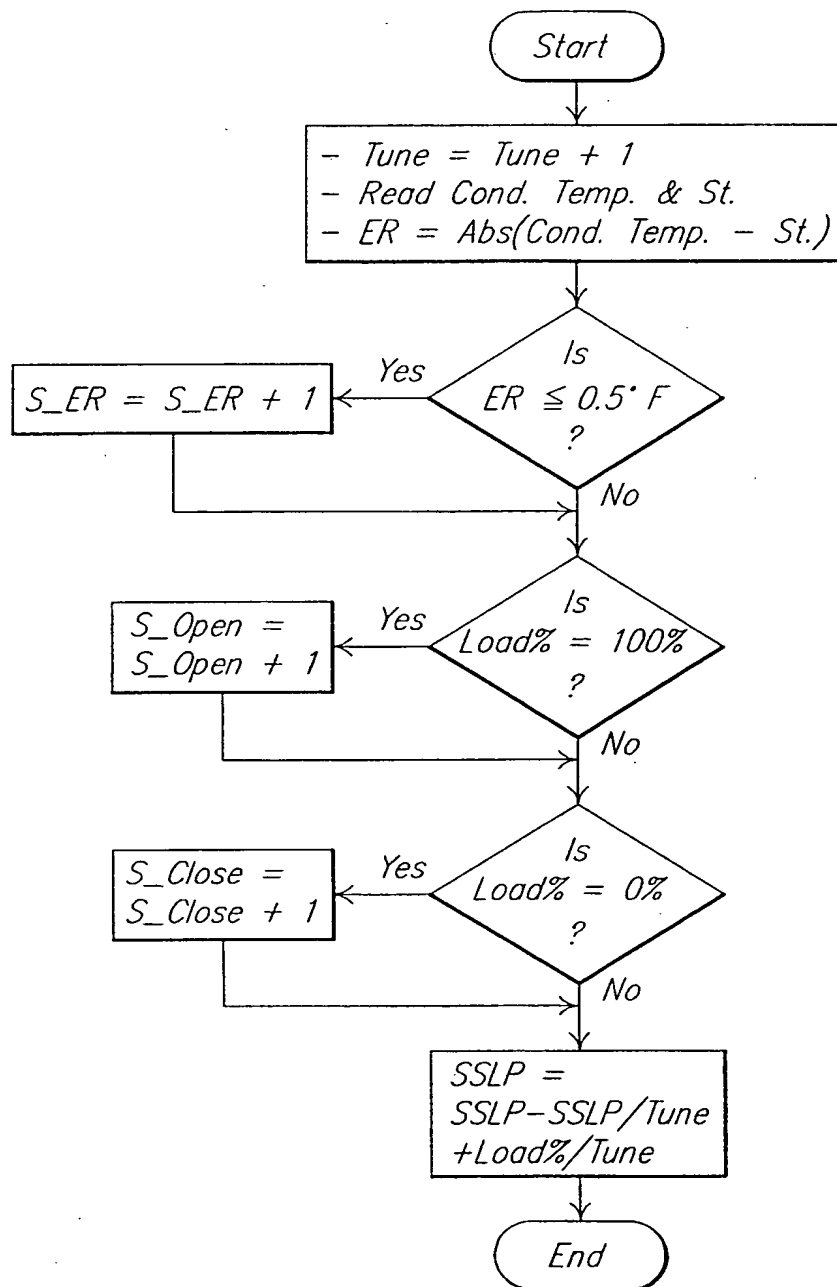 Start
- Tune = Tune + 1
- Read Cond. Temp. & St.
- ER = Abs(Cond. Temp. - St.)
Is
ER ≦ 0.5° F
?
Yes
S_ER = S_ER + 1
No
Is
Load% = 100%
?
Yes
S_Open =
S_Open + 1
No
Is
Load% = 0%
?
Yes
S_Close =
S_Close + 1
No
SSLP =
SSLP-SSLP/Tune
+Load%/Tune
End